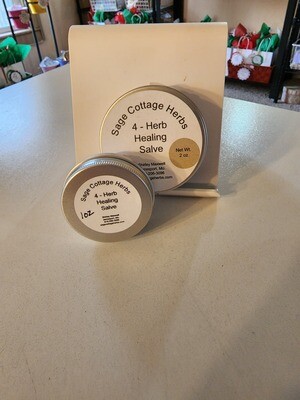 Sage Cottage Herbs
4 - Herb
Healing
Salve
Net Wt.
2 oz
Sage Cottage Herbs
4 - Herb
Healing
Salve
1oz